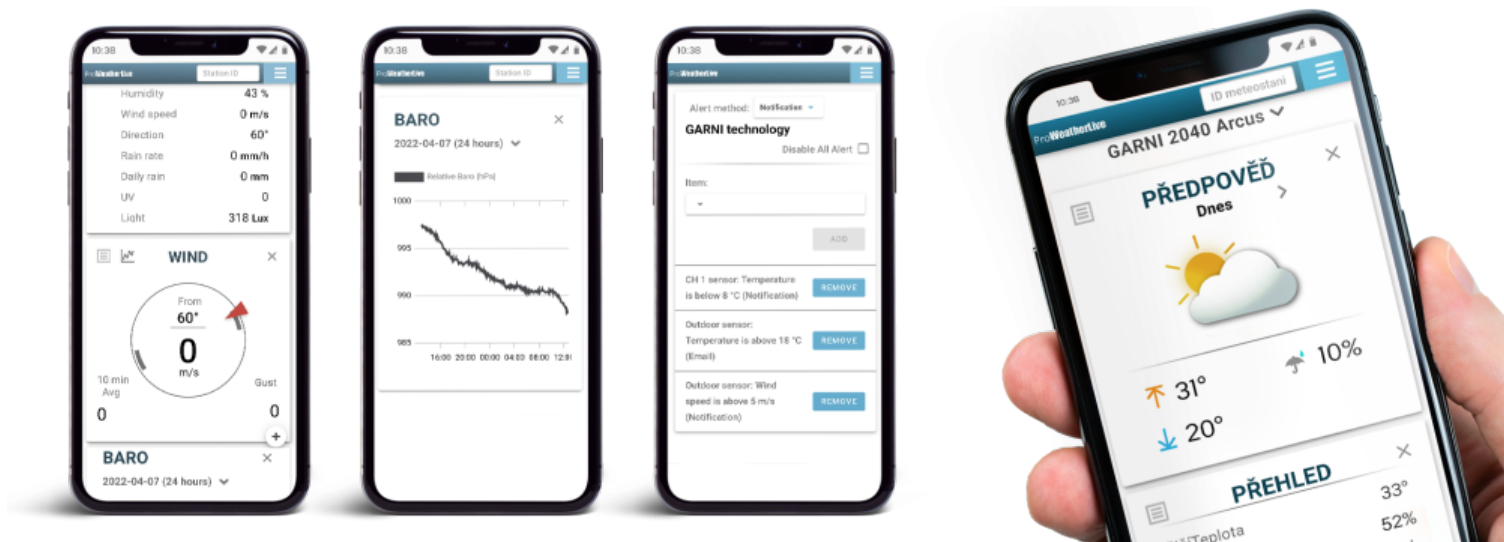 10:38
ProWeatherLive
Station ID
Humidity 43 %
Wind speed 0 m/s
Direction 60°
Rain rate 0 mm/h
Daily rain 0 mm
UV 0
Light 318 Lux
WIND
From
60°
0
m/s
10 min
Avg
0
Gust
0
+
BARO
2022-04-07 (24 hours)
10:38
ProWeatherLive
Station ID
BARO
2022-04-07 (24 hours)
Relative Baro (hPa)
1000
995
990
985
16:00 20:00 00:00 04:00 08:00
10:38
ProWeatherLive
Alert method: Notification
GARNI technology
Disable All Alert
Item:
ADD
CH 1 sensor: Temperature
is below 8 °C (Notification)
REMOVE
Outdoor sensor:
Temperature is above 18 °C
(Email)
REMOVE
Outdoor sensor: Wind
speed is above 5 m/s
(Notification)
REMOVE
10:38
ProWeatherLive
ID meteostani
GARNI 2040 Arcus
PŘEDPOVĚĎ
Dnes
31°
10%
20°
PŘEHLED
Teplota 33°
52%